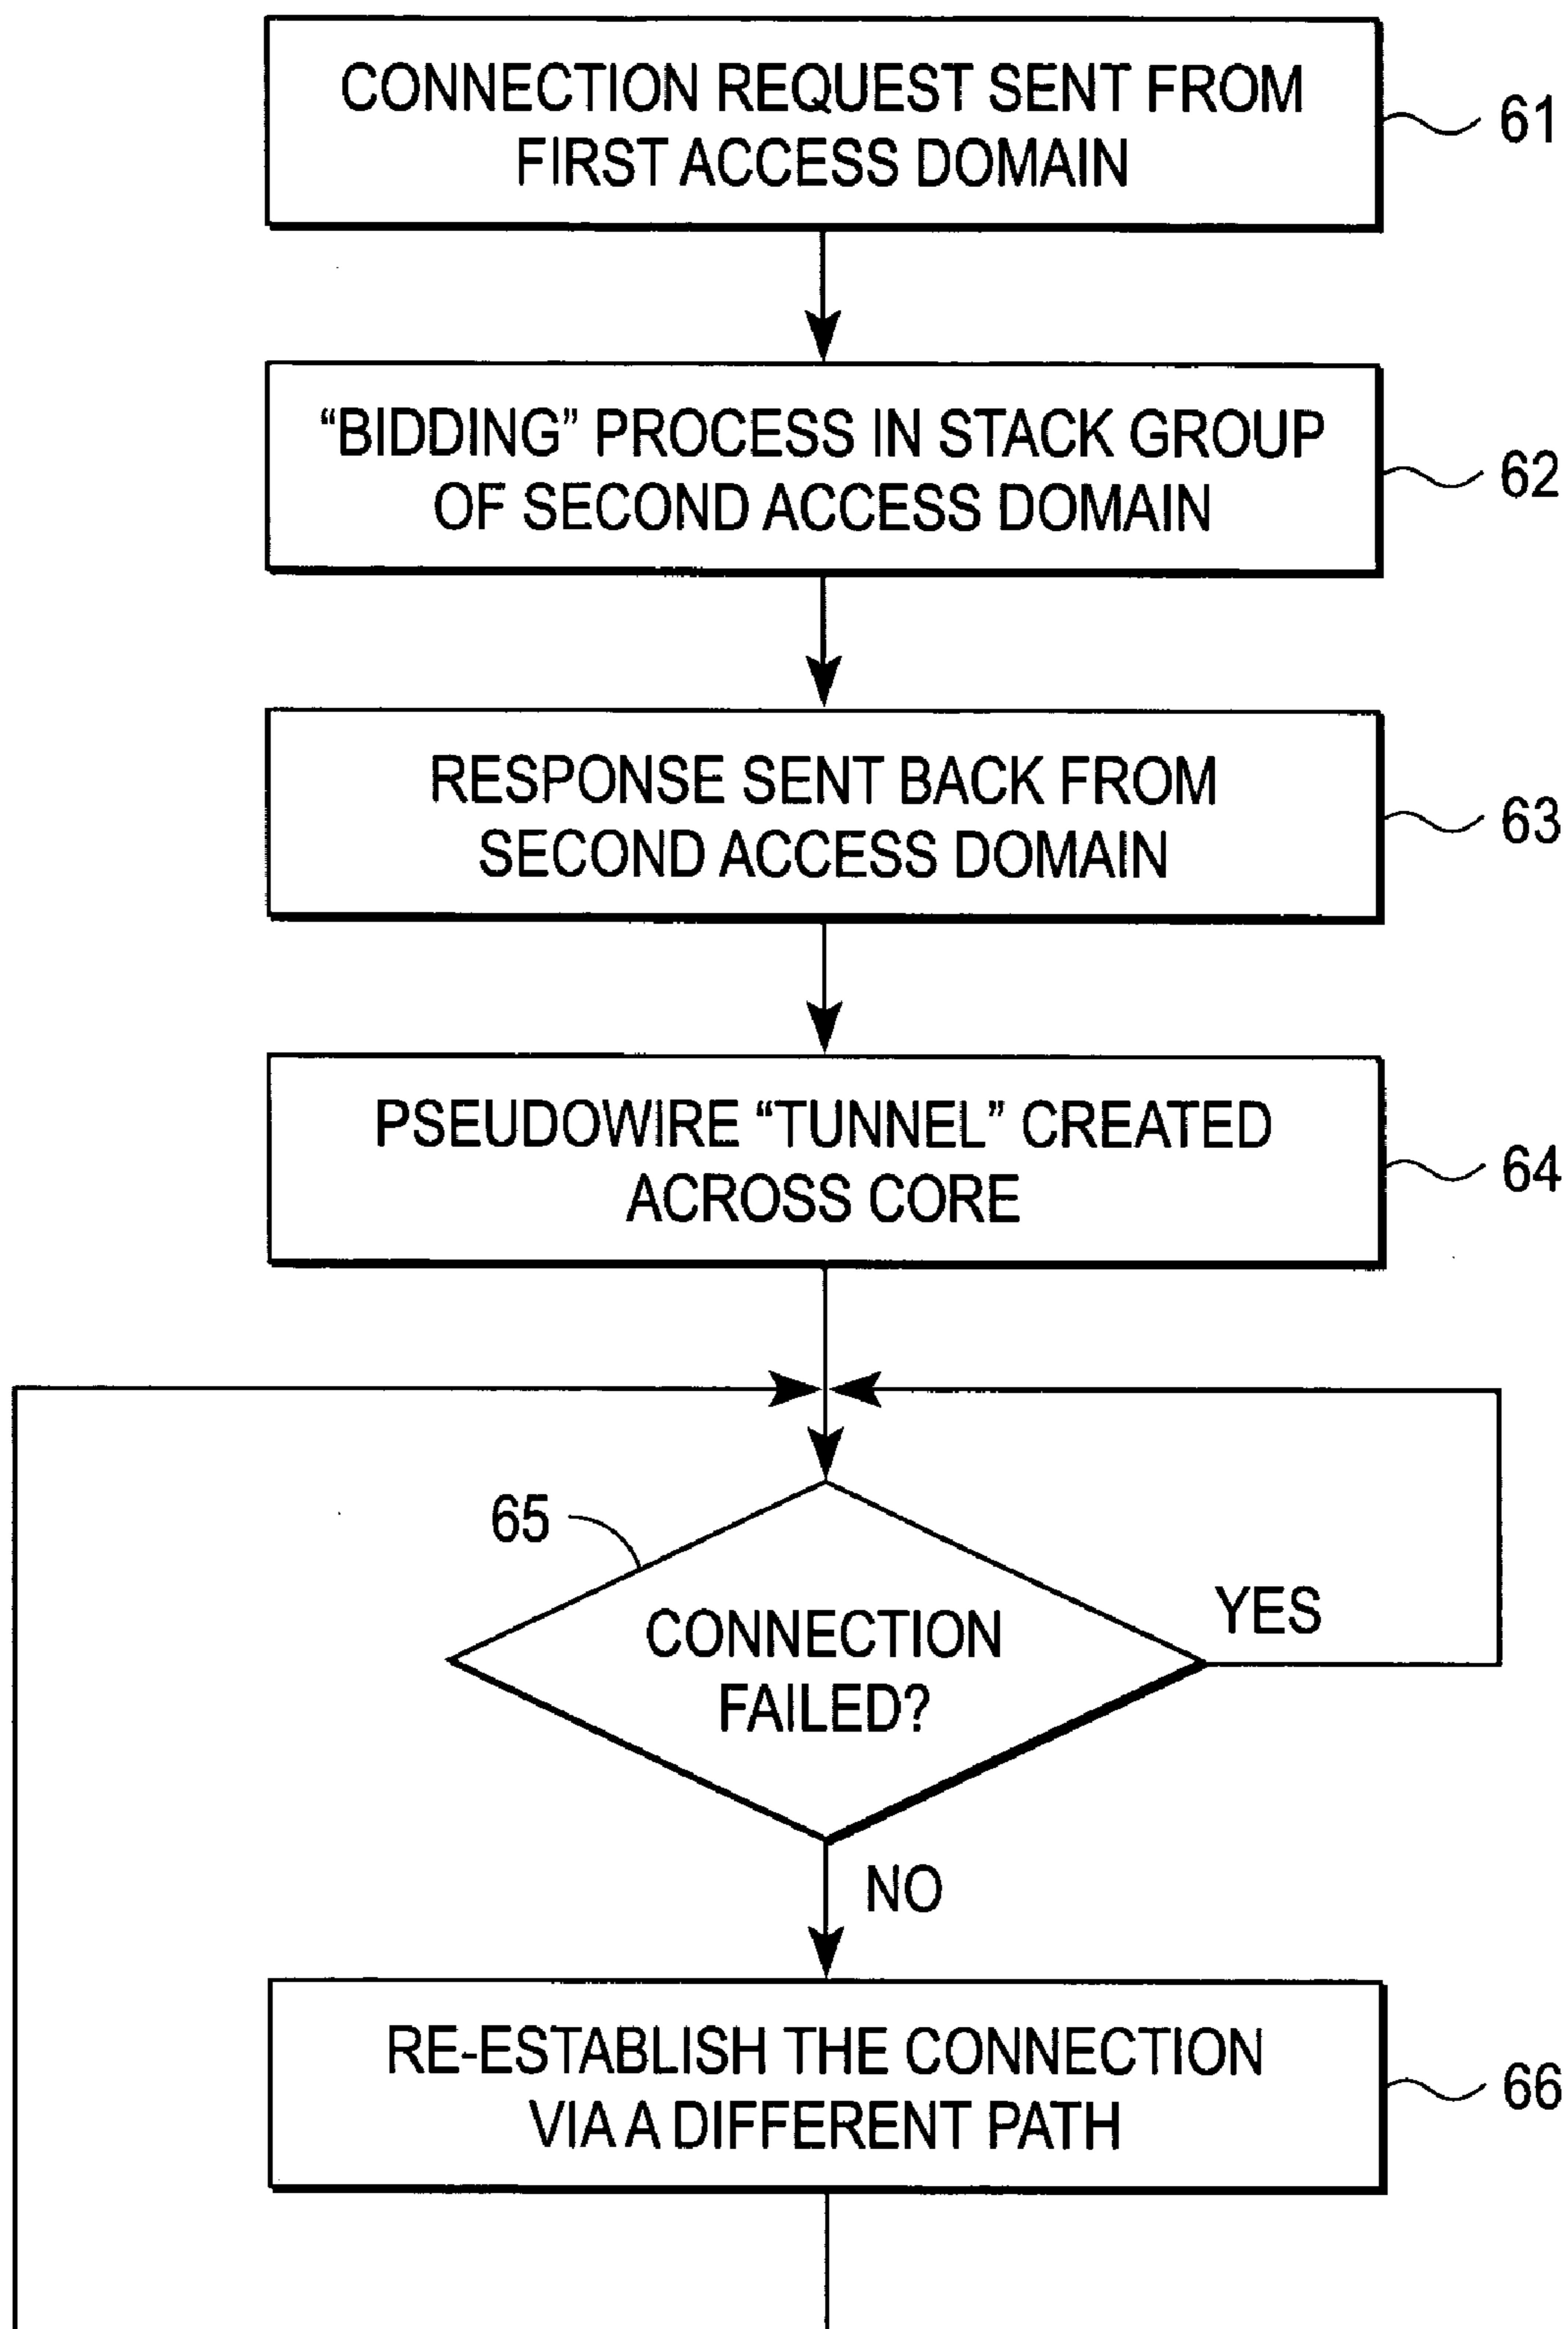 CONNECTION REQUEST SENT FROM
FIRST ACCESS DOMAIN
61
“BIDDING” PROCESS IN STACK GROUP
OF SECOND ACCESS DOMAIN
62
RESPONSE SENT BACK FROM
SECOND ACCESS DOMAIN
63
PSEUDOWIRE “TUNNEL” CREATED
ACROSS CORE
64
65
CONNECTION
FAILED?
YES
NO
RE-ESTABLISH THE CONNECTION
VIA A DIFFERENT PATH
66